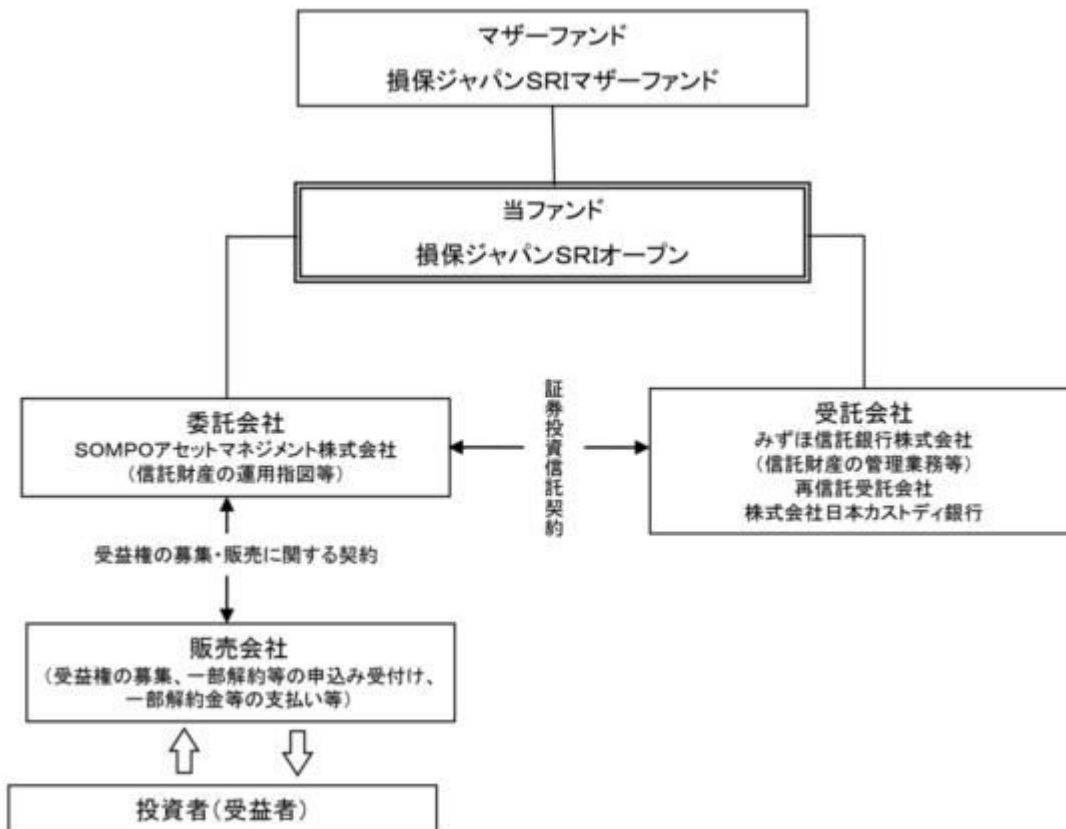 マザーファンド
損保ジャパンSRIマザーファンド
当ファンド
損保ジャパンSRIオープン
委託会社
SOMPOアセットマネジメント株式会社
（信託財産の運用指図等）
証券投資信託契約
受託会社
みずほ信託銀行株式会社
（信託財産の管理業務等）
再信託受託会社
株式会社日本カストディ銀行
受益権の募集・販売に関する契約
販売会社
（受益権の募集、一部解約等の申込み受付け、
一部解約金等の支払い等）
投資者（受益者）